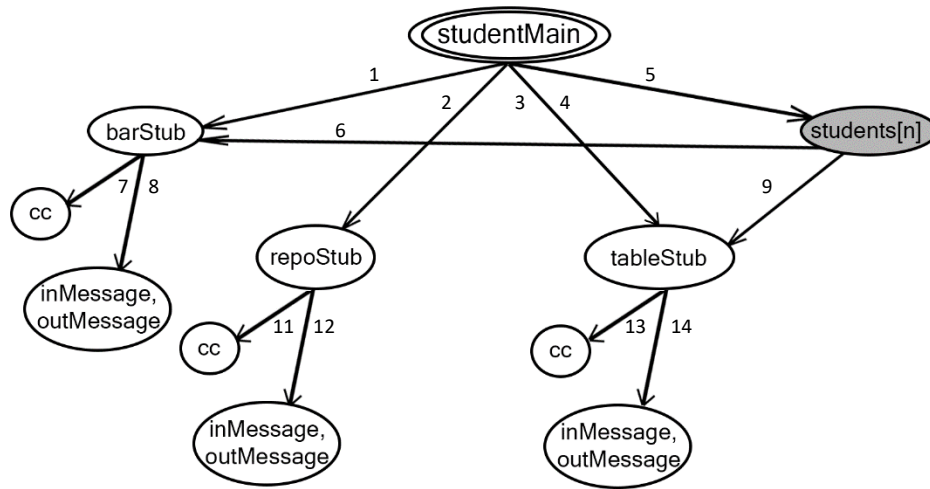 studentMain
1
2
3
4
5
barStub
6
students[n]
7
8
9
cc
repoStub
tableStub
inMessage,
outMessage
11
12
13
14
cc
cc
inMessage,
outMessage
inMessage,
outMessage